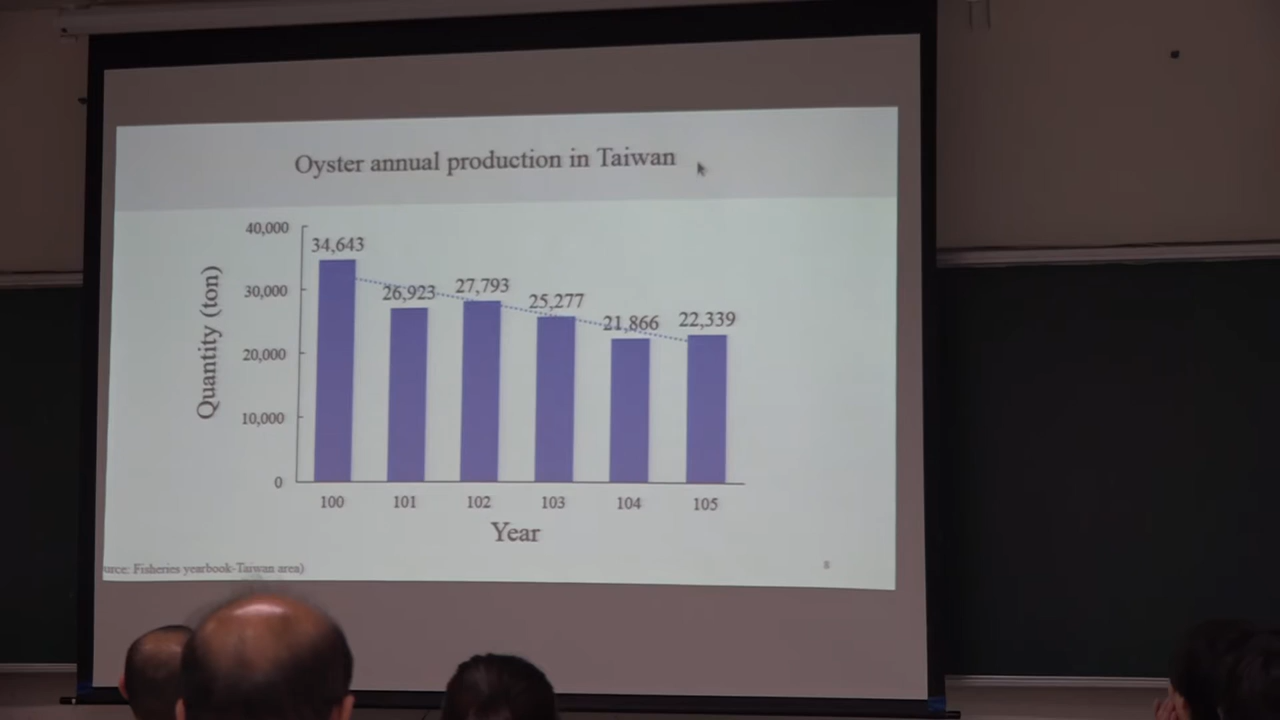 Oyster annual production in Taiwan
40,000
30,000
20,000
10,000
0
Quantity (ton)
34,643
26,923
27,793
25,277
21,866
22,339
100 101 102 103 104 105
Year
urce: Fisheries yearbook-Taiwan area)
8